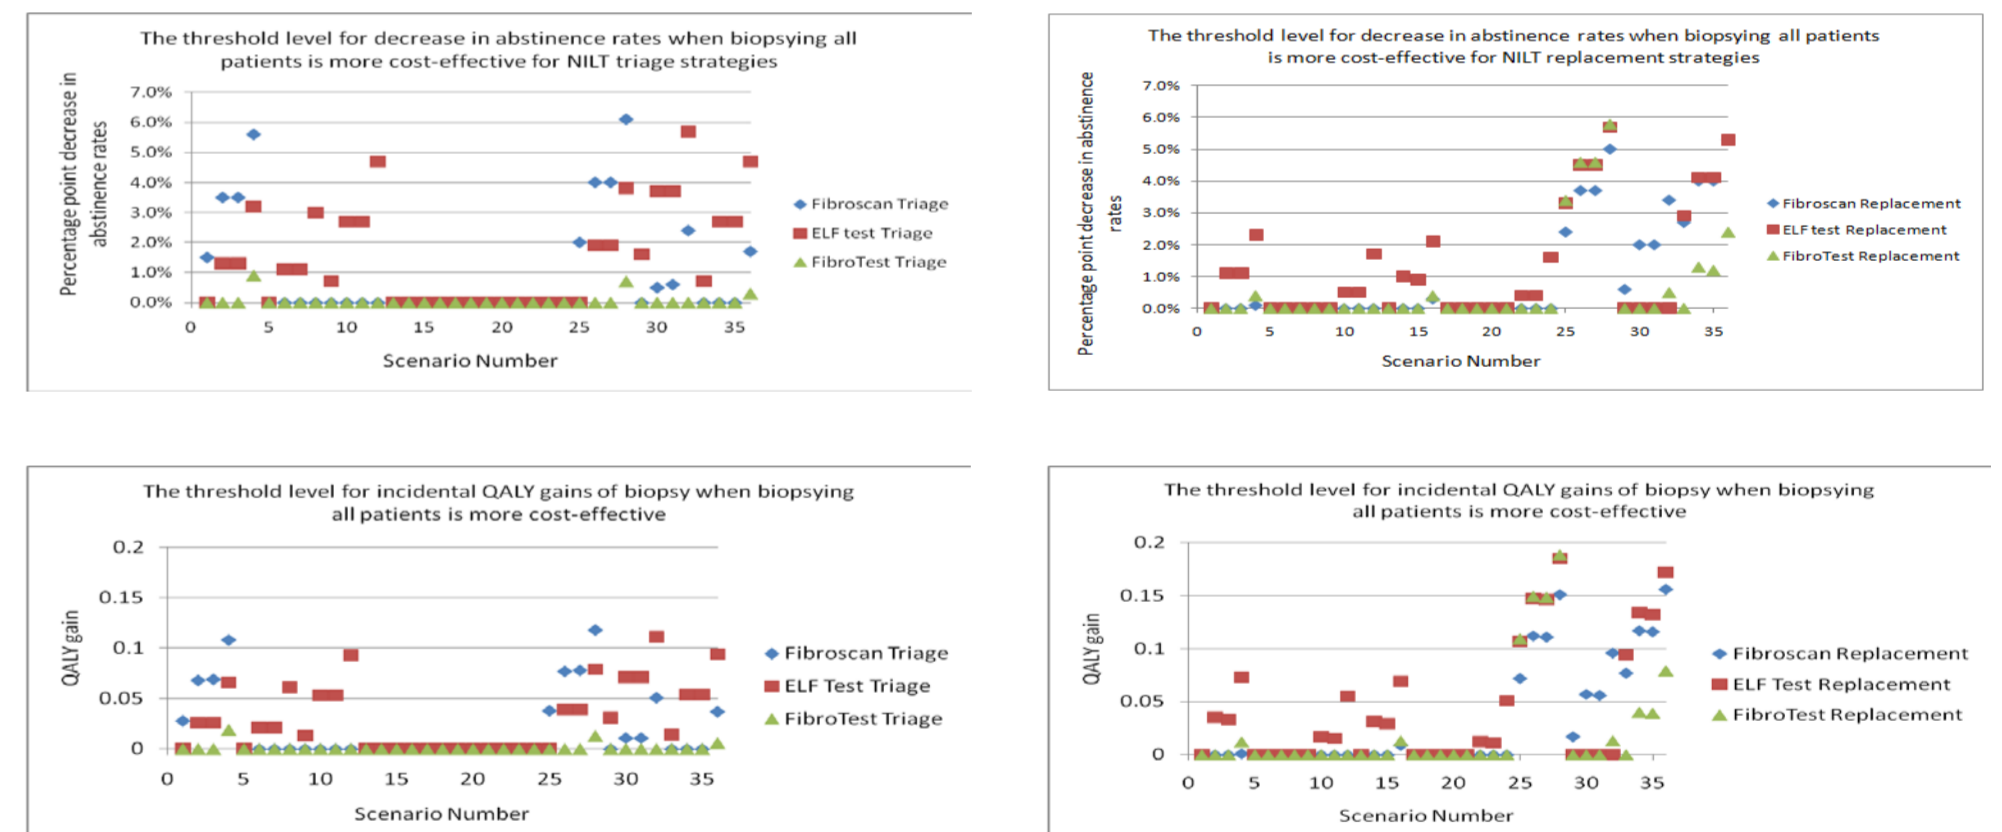 The threshold level for decrease in abstinence rates when biopsying all
patients is more cost-effective for NILT triage strategies
Percentage point decrease in
abstinence rates
7.0%
6.0%
5.0%
4.0%
3.0%
2.0%
1.0%
0.0%
0 5 10 15 20 25 30 35
Scenario Number
Fibroscan Triage
ELF test Triage
FibroTest Triage
The threshold level for decrease in abstinence rates when biopsying all patients
is more cost-effective for NILT replacement strategies
Percentage point decrease in abstinence
rates
7.0%
6.0%
5.0%
4.0%
3.0%
2.0%
1.0%
0.0%
0 5 10 15 20 25 30 35
Scenario Number
Fibroscan Replacement
ELF test Replacement
FibroTest Replacement
The threshold level for incidental QALY gains of biopsy when biopsying
all patients is more cost-effective
QALY gain
0.2
0.15
0.1
0.05
0
0 5 10 15 20 25 30 35
Scenario Number
Fibroscan Triage
ELF Test Triage
FibroTest Triage
The threshold level for incidental QALY gains of biopsy when biopsying
all patients is more cost-effective
QALY gain
0.2
0.15
0.1
0.05
0
0 5 10 15 20 25 30 35
Scenario Number
Fibroscan Replacement
ELF Test Replacement
FibroTest Replacement